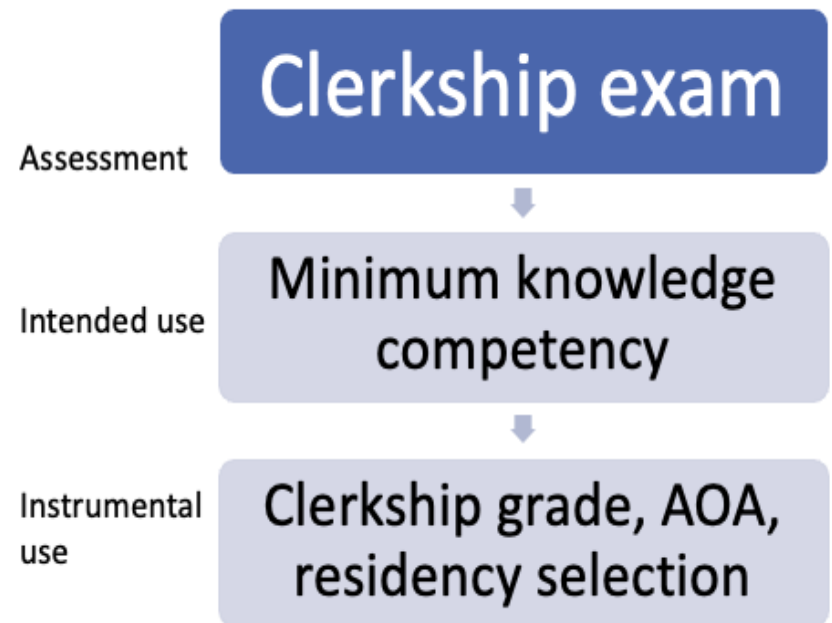 Clerkship exam
Assessment
Minimum knowledge
competency
Intended use
Clerkship grade, AOA,
residency selection
Instrumental
use